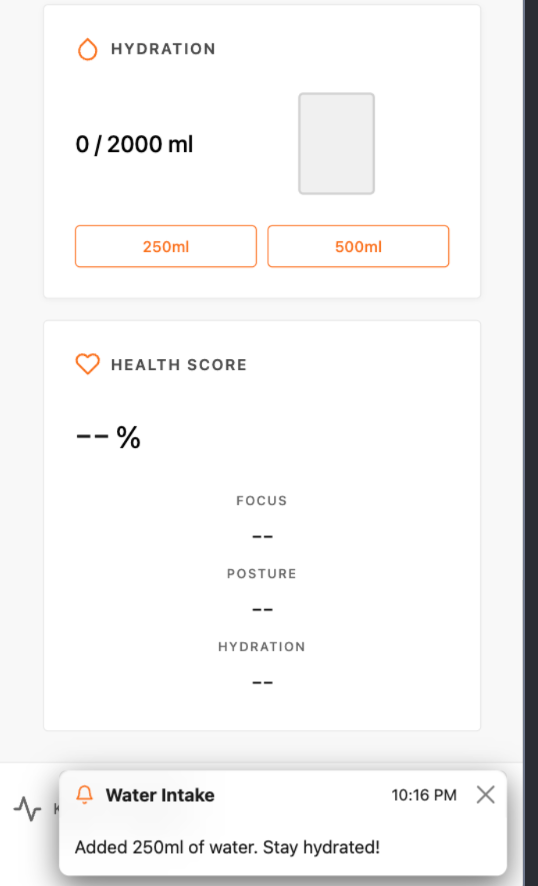 HYDRATION
0 / 2000 ml
250ml 500ml
HEALTH SCORE
-- %
FOCUS
--
POSTURE
--
HYDRATION
--
Water Intake 10:16 PM
Added 250ml of water. Stay hydrated!